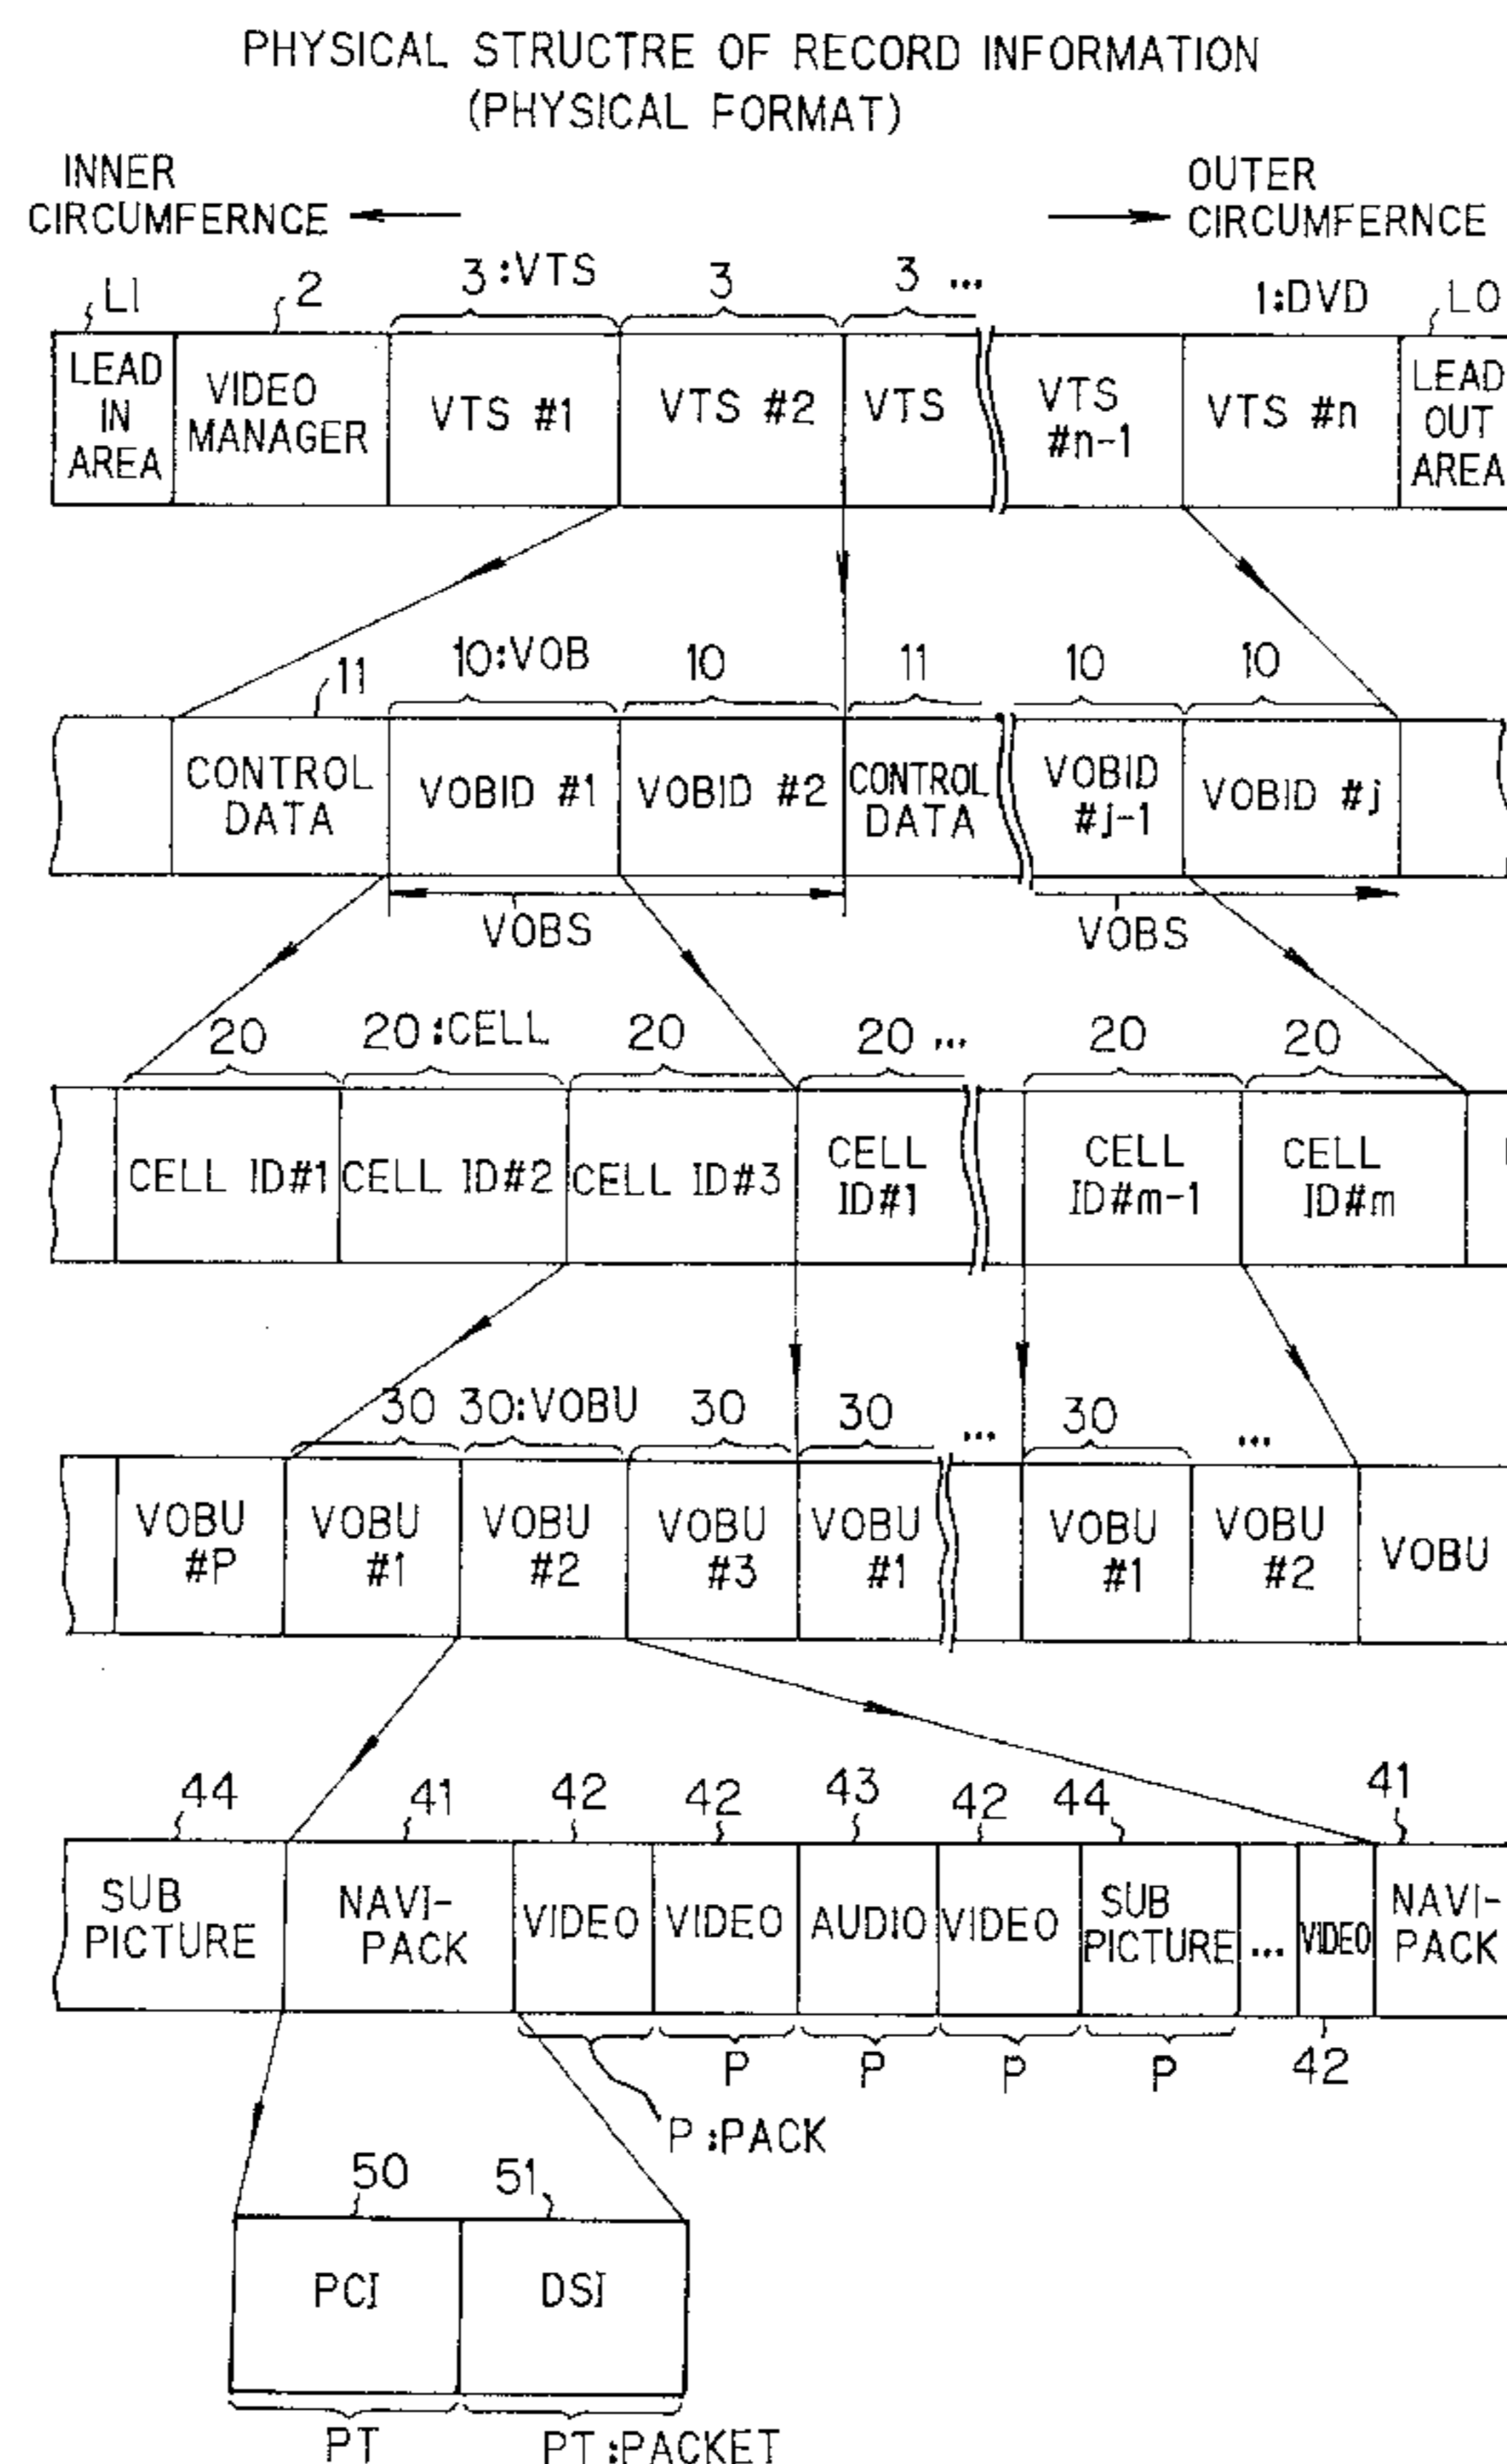 PHYSICAL STRUCTRE OF RECORD INFORMATION
(PHYSICAL FORMAT)
INNER
CIRCUMFERNCE
OUTER
CIRCUMFERNCE
LI
2
3:VTS
3
3 ...
1:DVD
LO
LEAD
IN
AREA
VIDEO
MANAGER
VTS #1
VTS #2
VTS
VTS
#n-1
VTS #n
LEAD
OUT
AREA
11
10:VOB
10
11
10
10
CONTROL
DATA
VOBID #1
VOBID #2
CONTROL
DATA
VOBID
#j-1
VOBID #j
VOBS
VOBS
20
20:CELL
20
20 ...
20
20
CELL ID#1
CELL ID#2
CELL ID#3
CELL
ID#1
CELL
ID#m-1
CELL
ID#m
30
30:VOBU
30
30
...
30
...
VOBU
#P
VOBU
#1
VOBU
#2
VOBU
#3
VOBU
#1
VOBU
#1
VOBU
#2
VOBU
44
41
42
42
43
42
44
41
SUB
PICTURE
NAVI-
PACK
VIDEO
VIDEO
AUDIO
VIDEO
SUB
PICTURE
...
VIDEO
NAVI-
PACK
P
P
P
P
42
P:PACK
50
51
PCI
DSI
PT
PT:PACKET